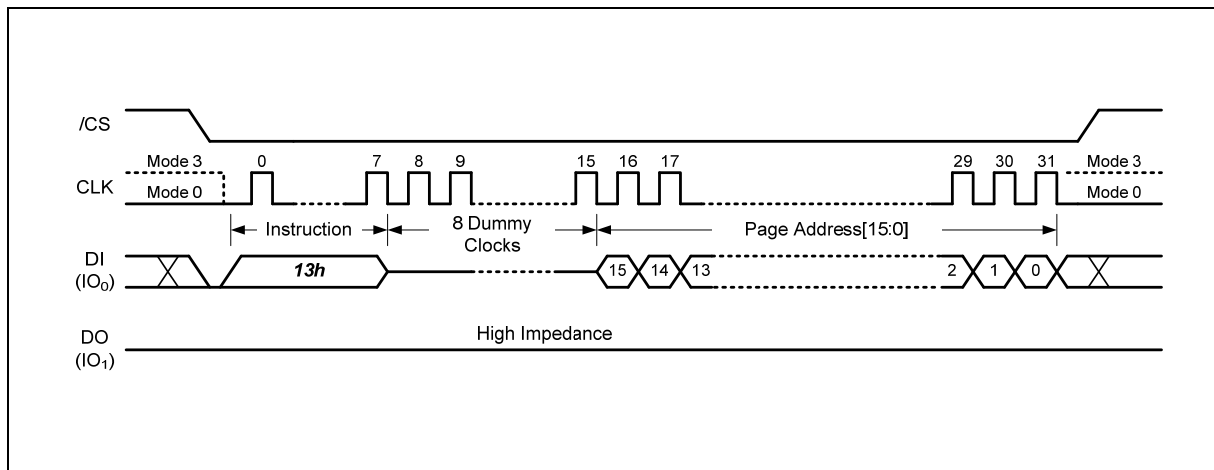 /CS
Mode 3 0 7 8 9 15 16 17 29 30 31 Mode 3
CLK
Mode 0 Mode 0
Instruction 8 Dummy Clocks Page Address[15:0]
DI
(IO₀)
13h 15 14 13 2 1 0
DO
(IO₁)
High Impedance